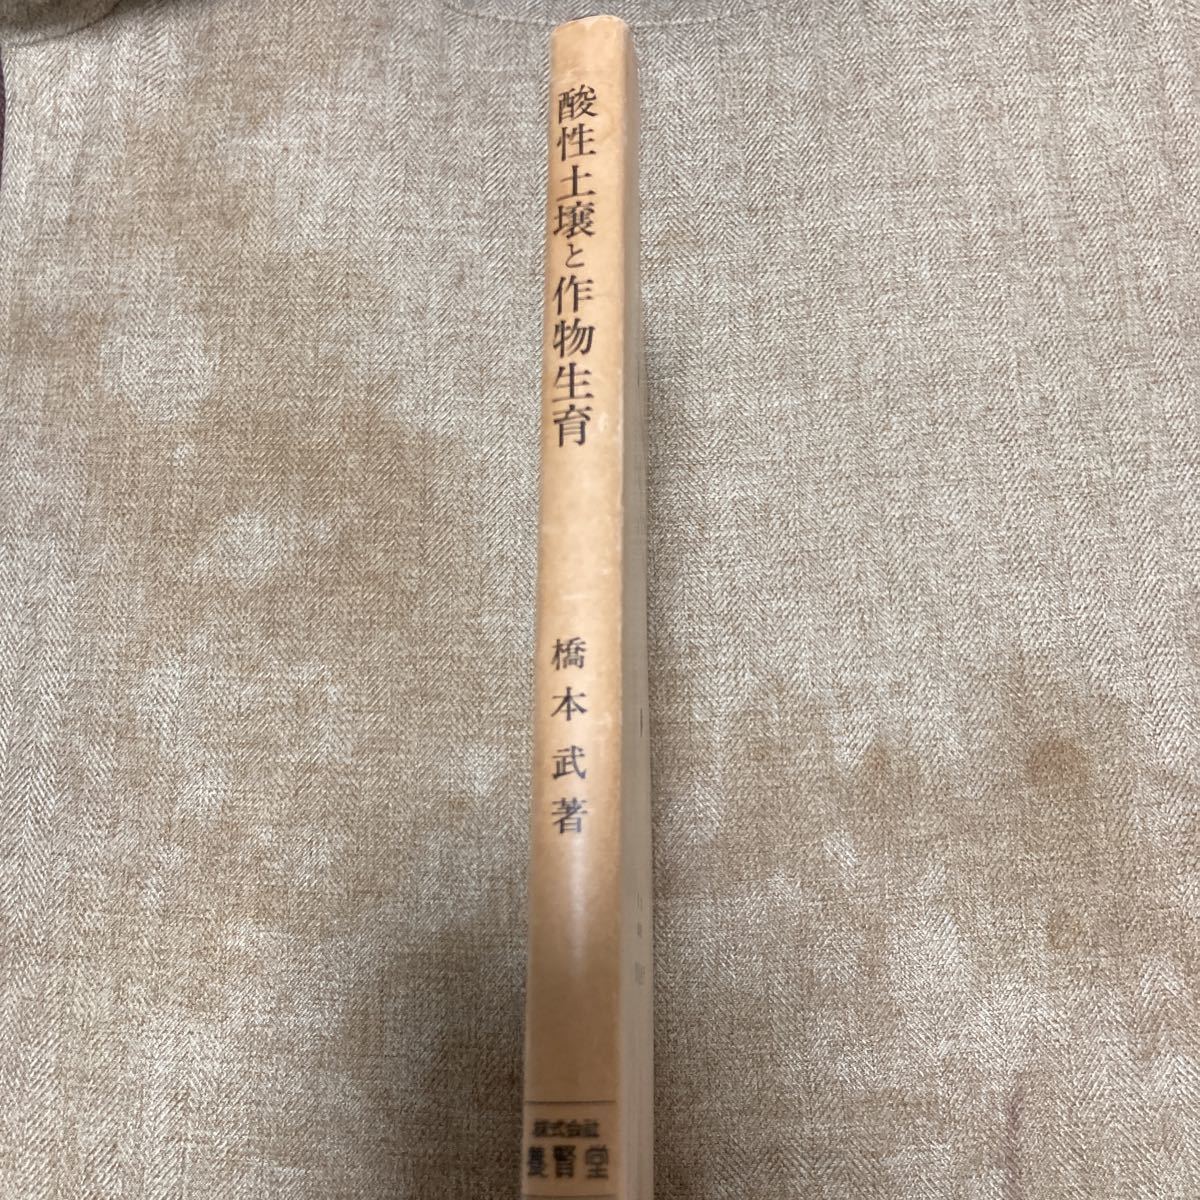 酸性土壌と作物生育
橋本武著
株式会社
養賢堂